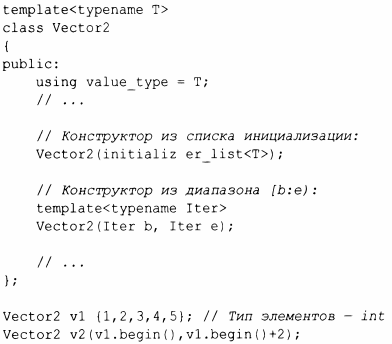 template<typename T>
class Vector2
{
public:
    using value_type = T;
    // ...

    // Конструктор из списка инициализации:
    Vector2(initializ er_list<T>);

    // Конструктор из диапазона [b:e):
    template<typename Iter>
    Vector2(Iter b, Iter e);

    // ...
};

Vector2 v1 {1,2,3,4,5}; // Тип элементов — int
Vector2 v2(v1.begin(),v1.begin()+2);